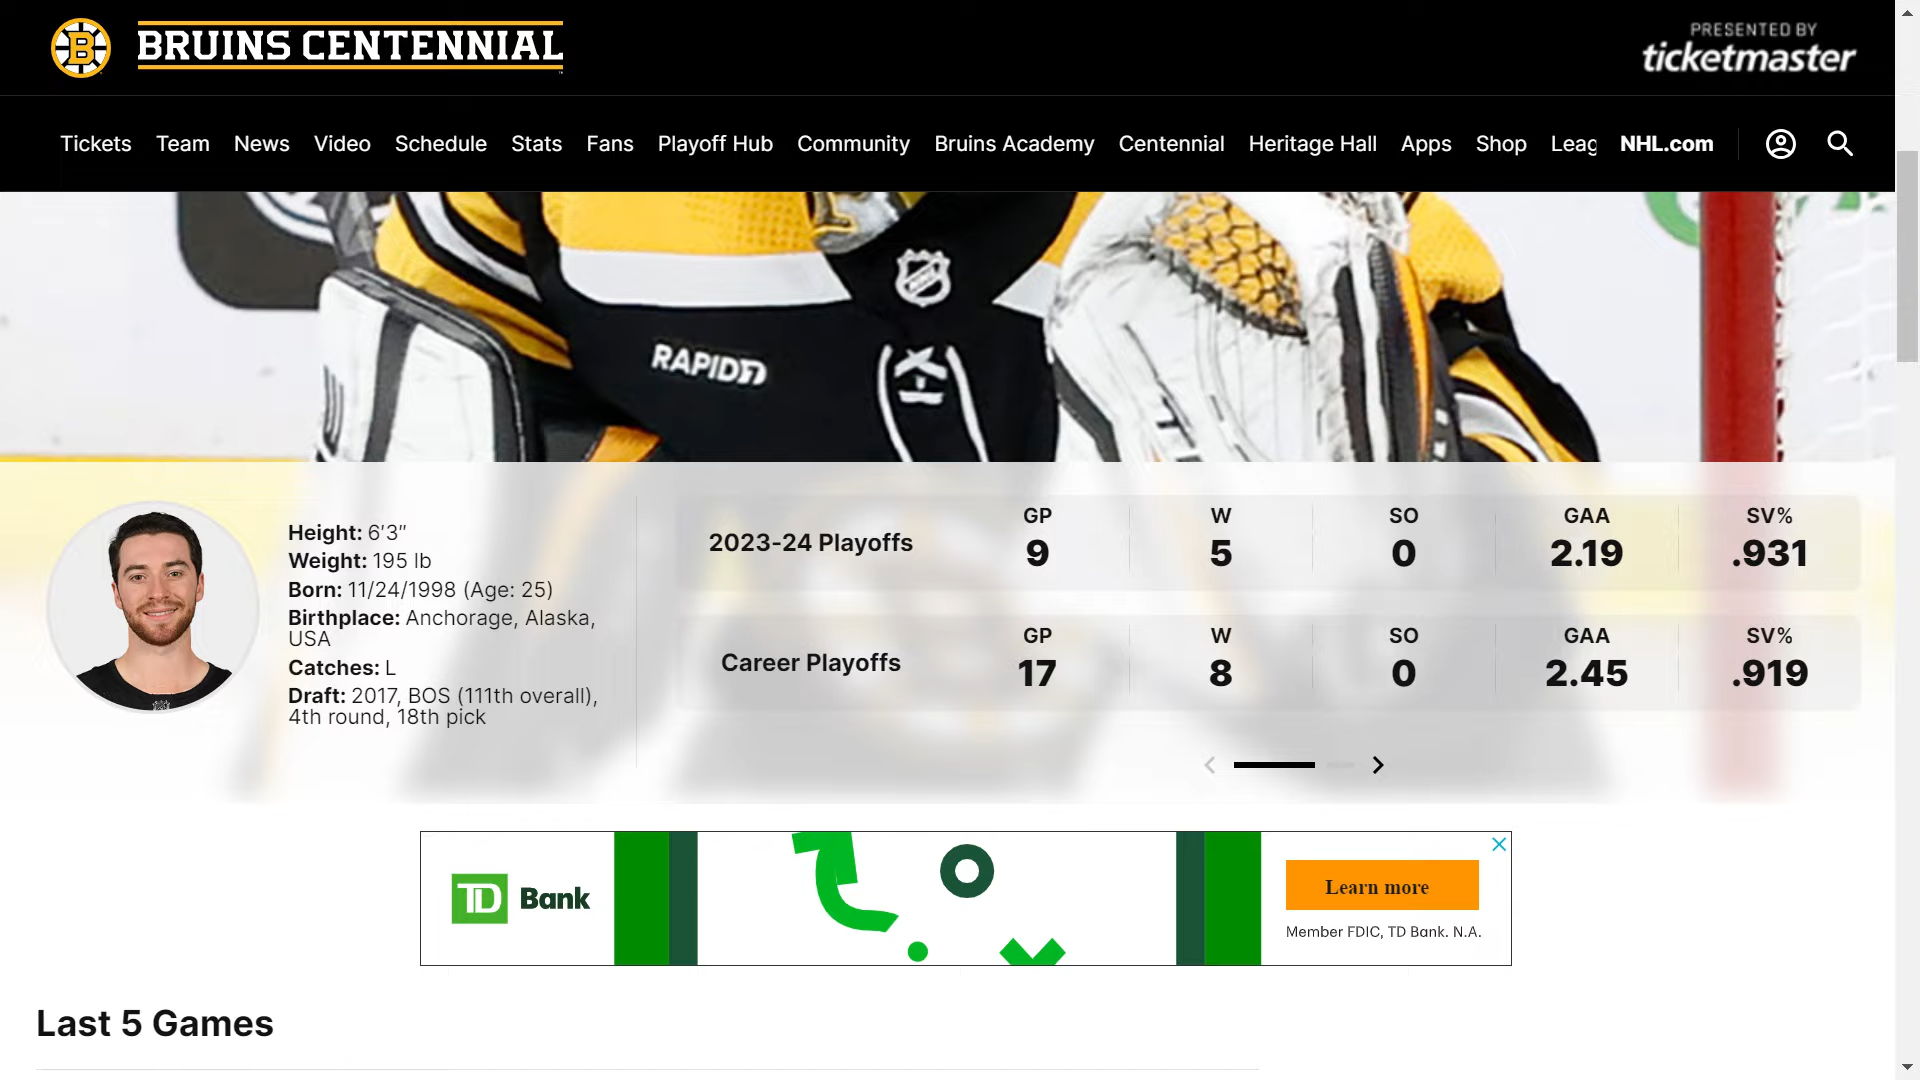 B BRUINS CENTENNIAL
PRESENTED BY
ticketmaster
Tickets Team News Video Schedule Stats Fans Playoff Hub Community Bruins Academy Centennial Heritage Hall Apps Shop Leag NHL.com
RAPID7
Height: 6'3"
Weight: 195 lb
Born: 11/24/1998 (Age: 25)
Birthplace: Anchorage, Alaska,
USA
Catches: L
Draft: 2017, BOS (111th overall),
4th round, 18th pick
GP W SO GAA SV%
2023-24 Playoffs 9 5 0 2.19 .931
GP W SO GAA SV%
Career Playoffs 17 8 0 2.45 .919
TD Bank
Learn more
Member FDIC, TD Bank. N.A.
Last 5 Games